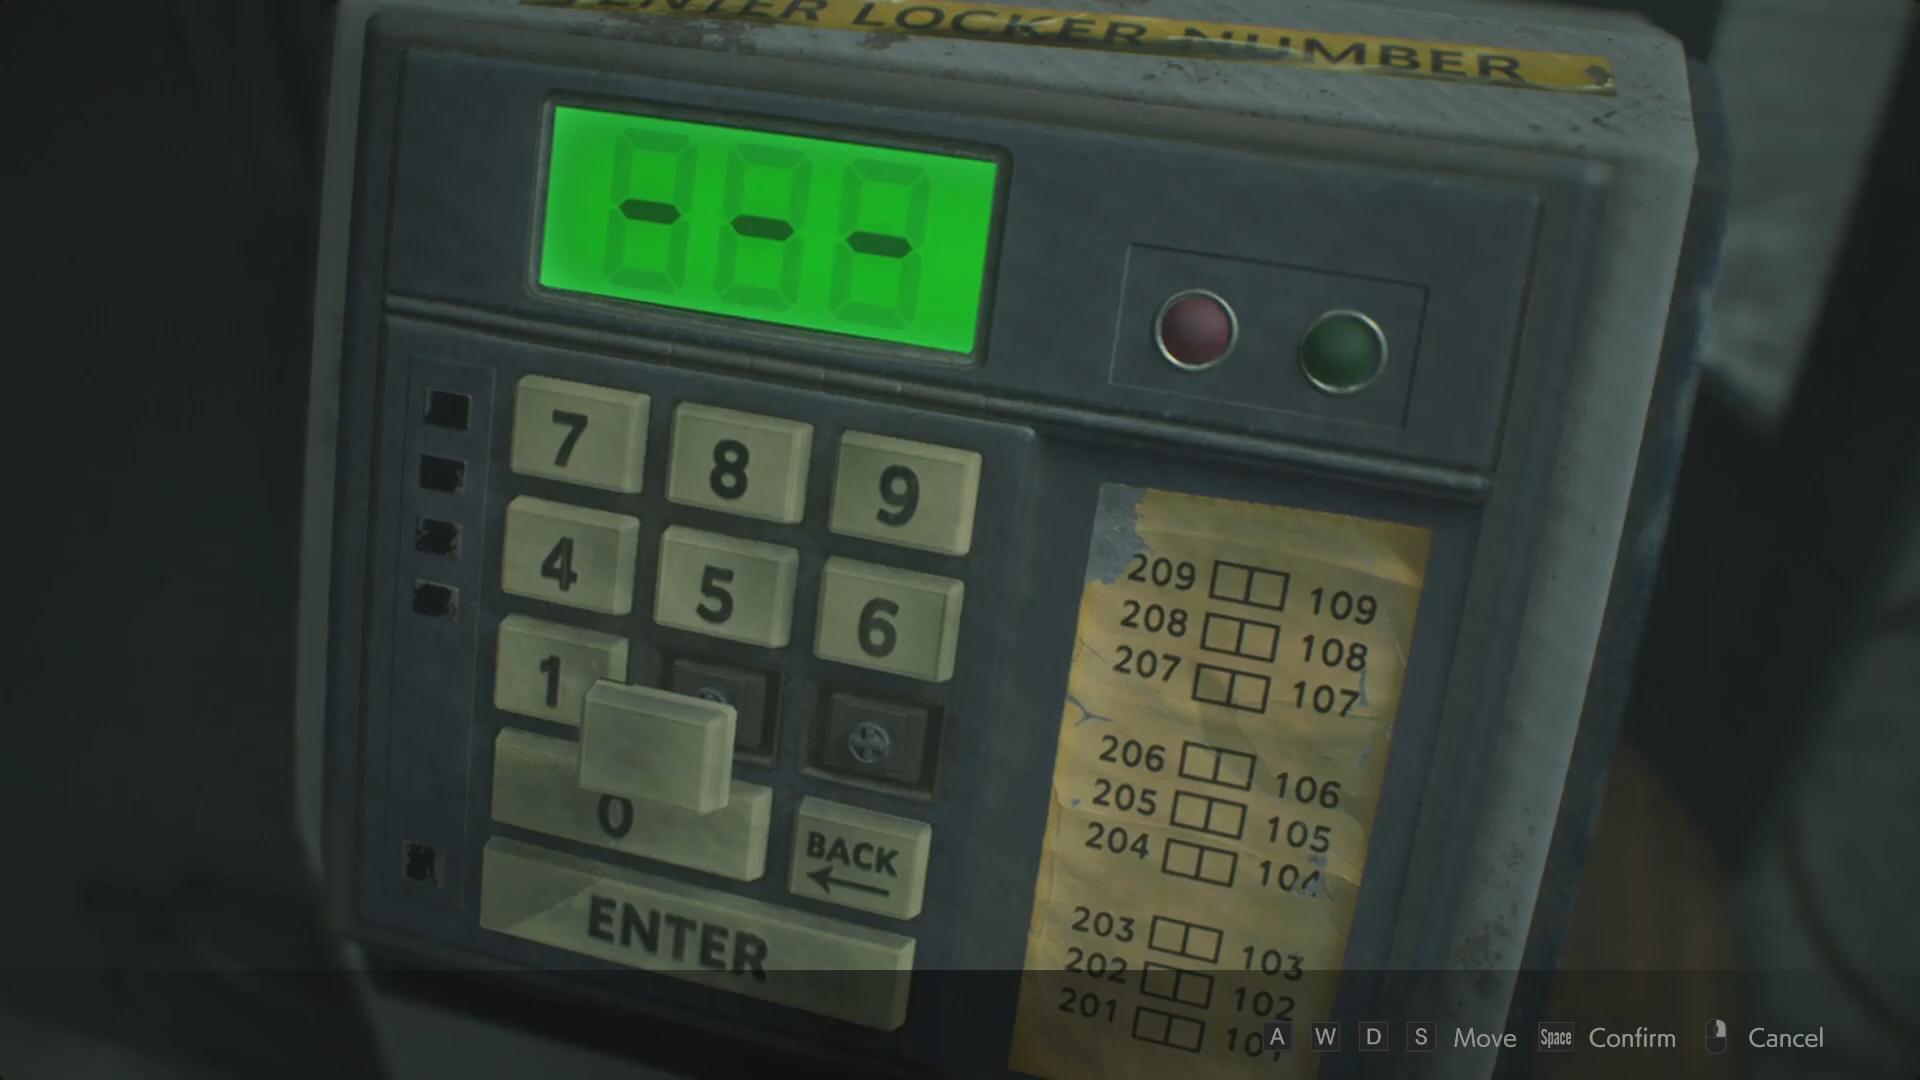 ENTER LOCKER NUMBER
---
7 8 9
4 5 6
1
0
BACK
ENTER
209 109
208 108
207 107
206 106
205 105
204 104
203 103
202 102
201 101
A W D S Move Space Confirm Cancel